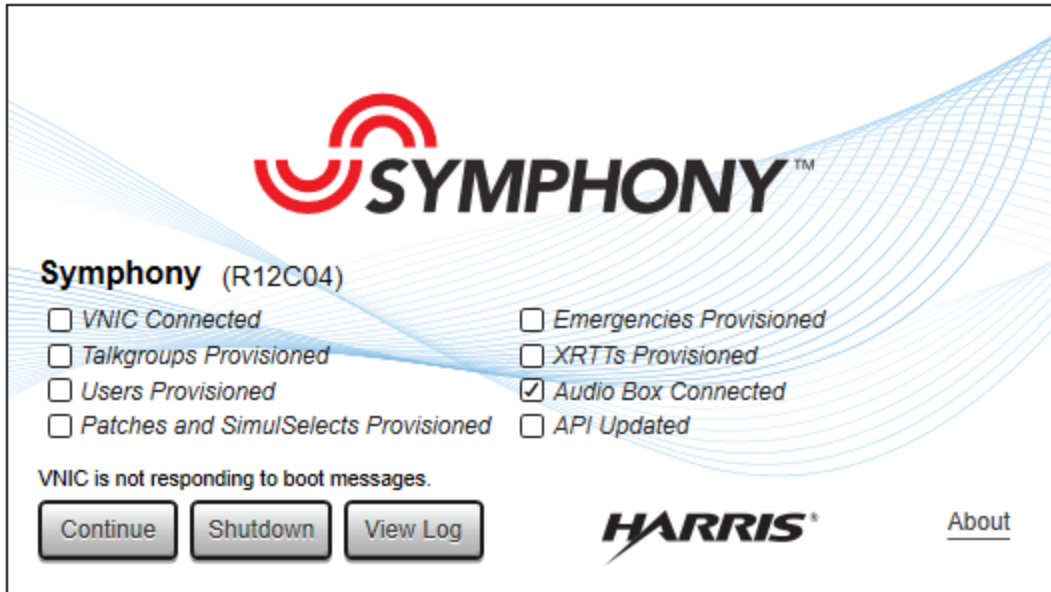 SYMPHONY™
Symphony (R12C04)
VNIC Connected
Talkgroups Provisioned
Users Provisioned
Patches and SimulSelects Provisioned
Emergencies Provisioned
XRTTs Provisioned
Audio Box Connected
API Updated
VNIC is not responding to boot messages.
Continue
Shutdown
View Log
HARRIS®
About